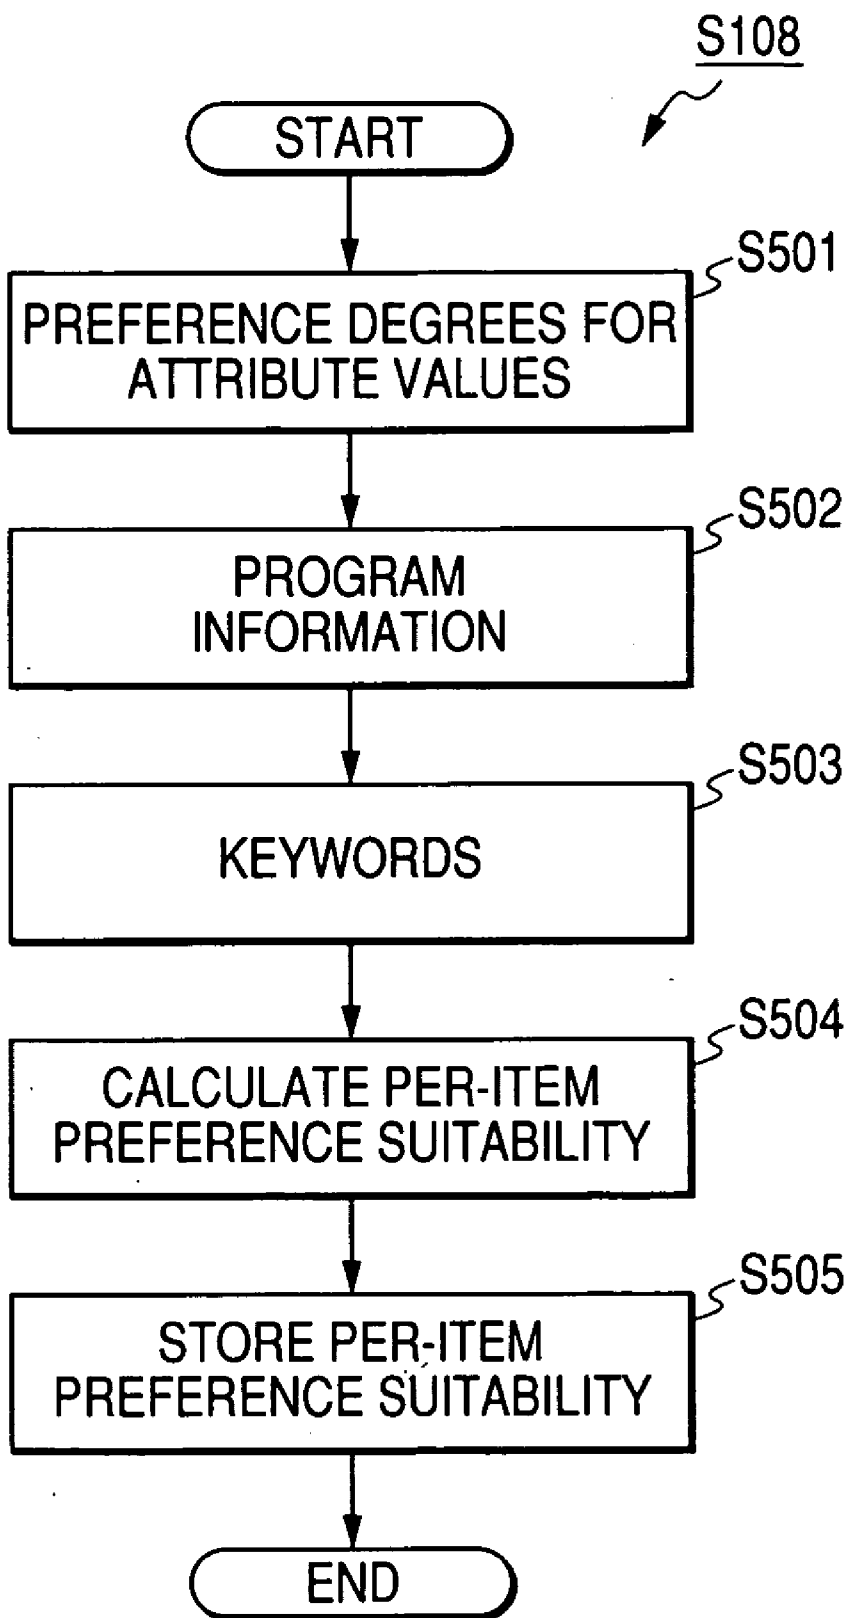 S108
START
S501
PREFERENCE DEGREES FOR
ATTRIBUTE VALUES
S502
PROGRAM
INFORMATION
S503
KEYWORDS
S504
CALCULATE PER-ITEM
PREFERENCE SUITABILITY
S505
STORE PER-ITEM
PREFERENCE SUITABILITY
END